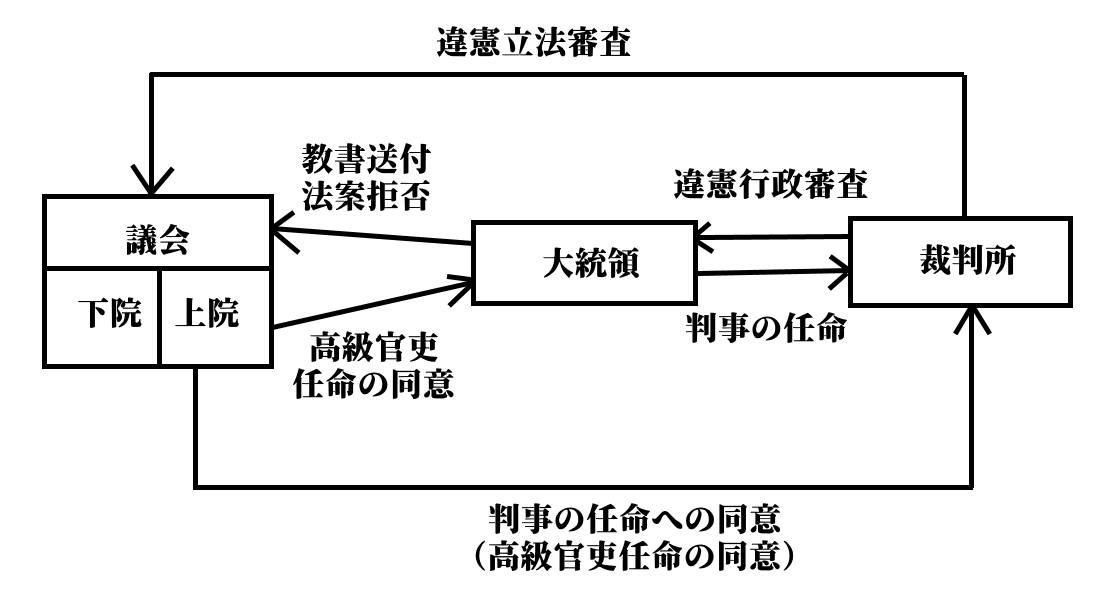 違憲立法審査
教書送付
法案拒否
違憲行政審査
議会
大統領
裁判所
下院
上院
判事の任命
高級官吏
任命の同意
判事の任命への同意
（高級官吏任命の同意）